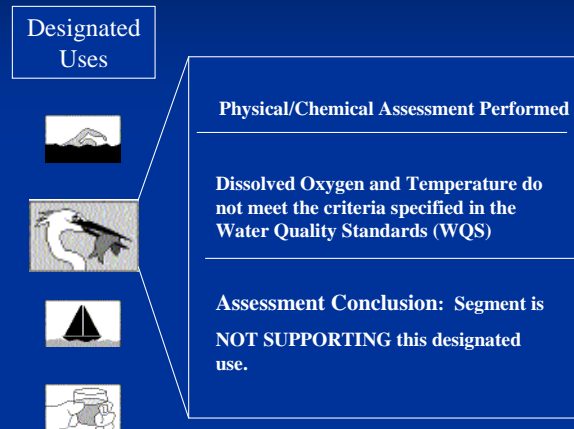 Designated
Uses
Physical/Chemical Assessment Performed
Dissolved Oxygen and Temperature do
not meet the criteria specified in the
Water Quality Standards (WQS)
Assessment Conclusion: Segment is
NOT SUPPORTING this designated
use.